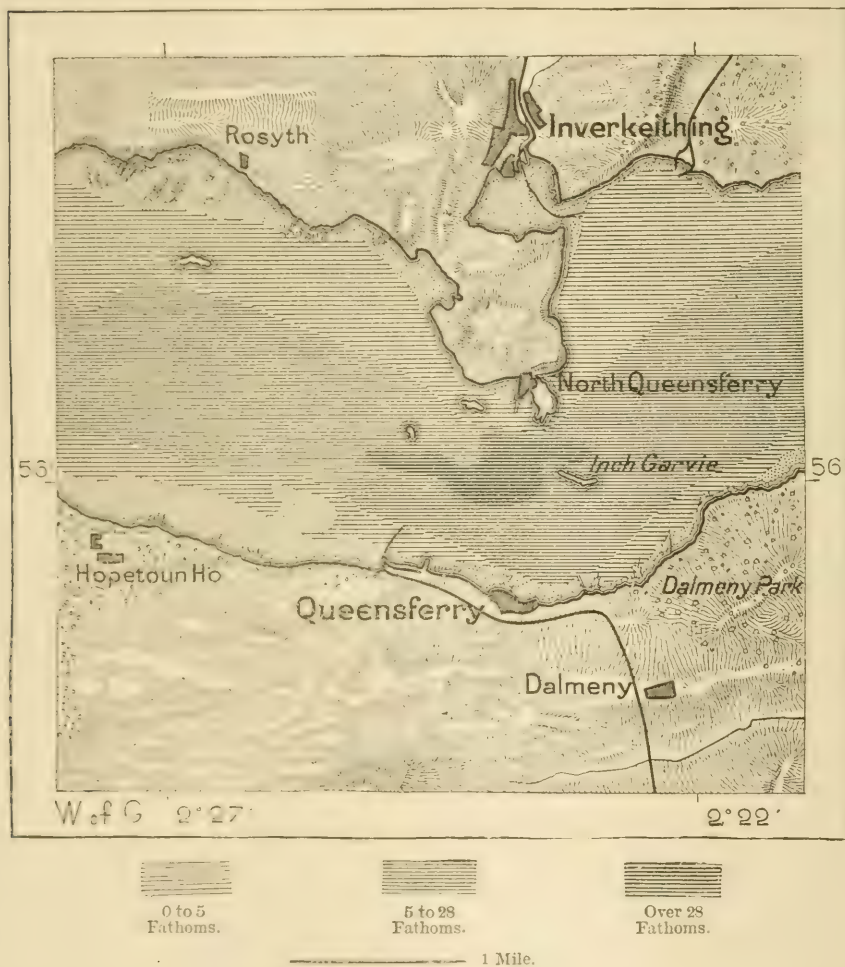 Rosyth
Inverkeithing
North Queensferry
Inch Garvie
56 56
Hopetoun Ho
Dalmeny Park
Queensferry
Dalmeny
W of G 2°27' 2°22'
0 to 5
Fathoms.
5 to 28
Fathoms.
Over 28
Fathoms.
1 Mile.